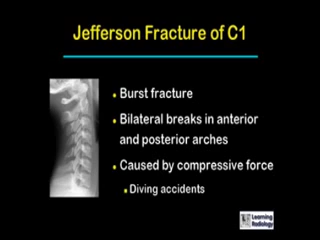 Jefferson Fracture of C1
Burst fracture
Bilateral breaks in anterior
and posterior arches
Caused by compressive force
Diving accidents
Learning
Radiology